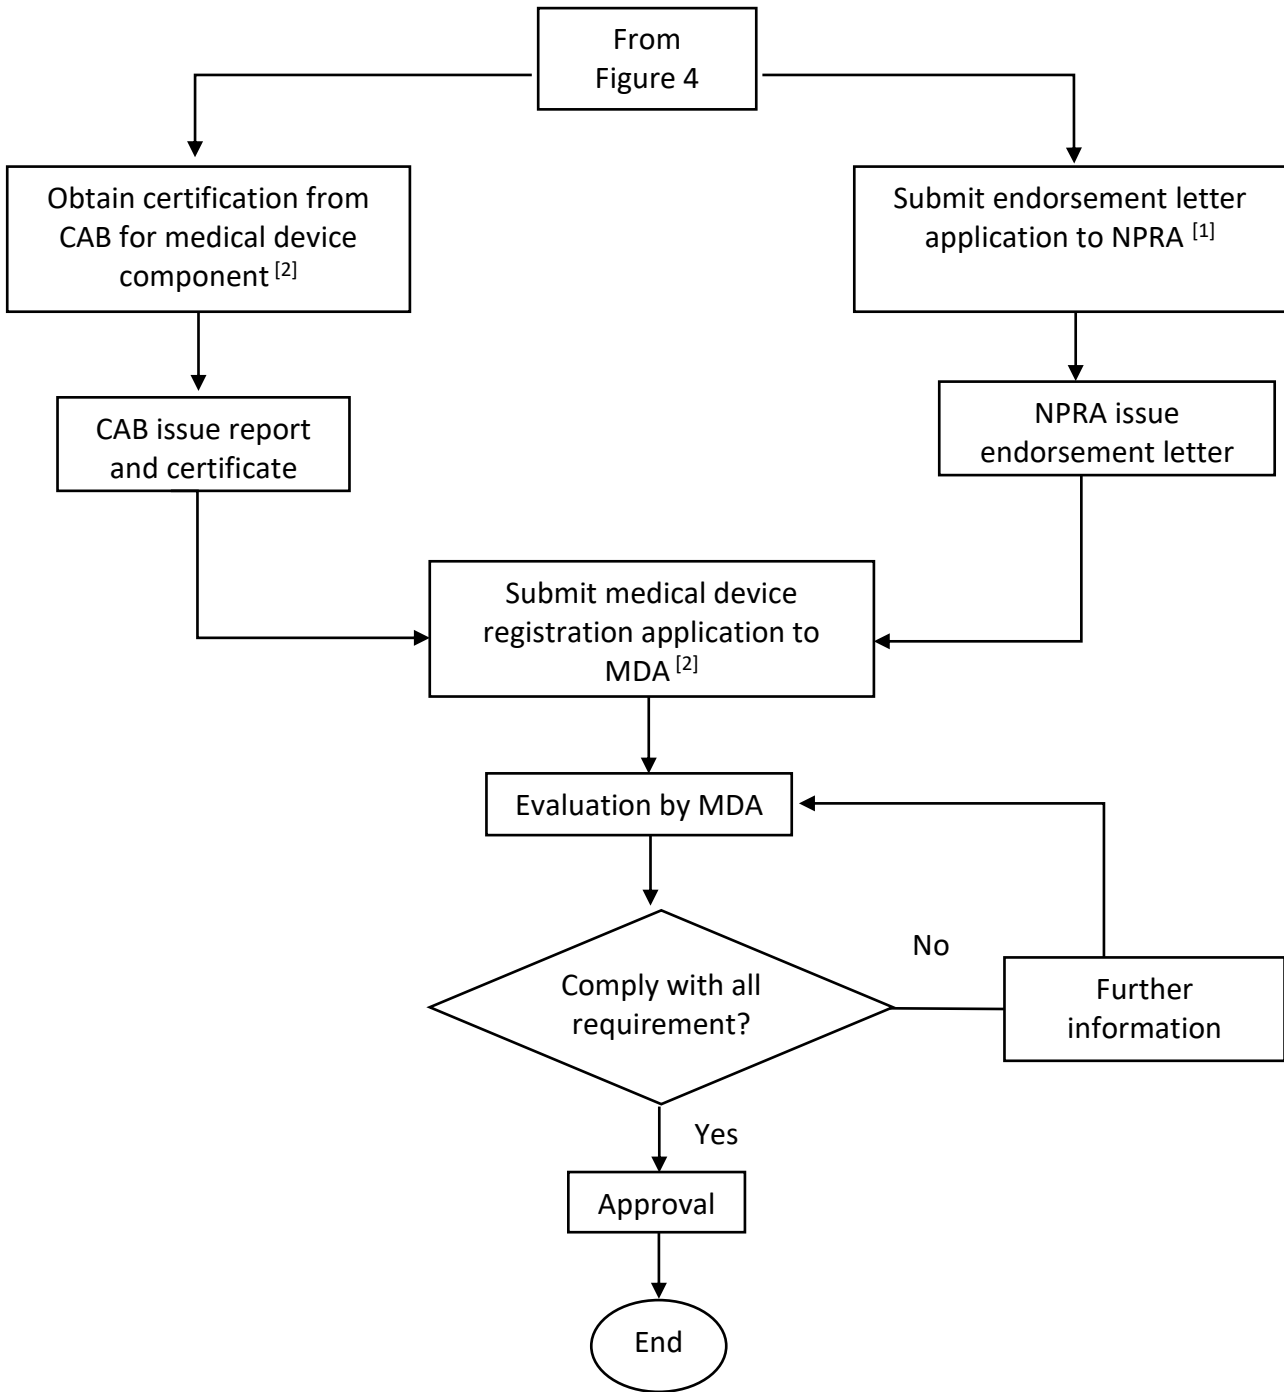 From
Figure 4
Obtain certification from
CAB for medical device
component [2]
Submit endorsement letter
application to NPRA [1]
CAB issue report
and certificate
NPRA issue
endorsement letter
Submit medical device
registration application to
MDA [2]
Evaluation by MDA
Comply with all
requirement?
No
Further
information
Yes
Approval
End